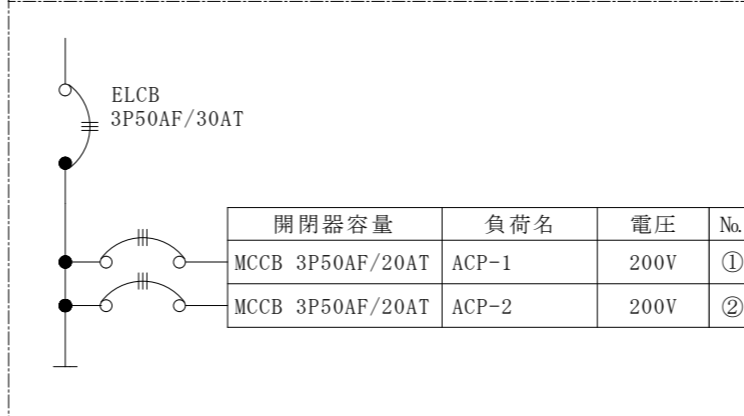 ELCB
3P50AF/30AT
開閉器容量 負荷名 電圧 No.
MCCB 3P50AF/20AT ACP-1 200V ①
MCCB 3P50AF/20AT ACP-2 200V ②